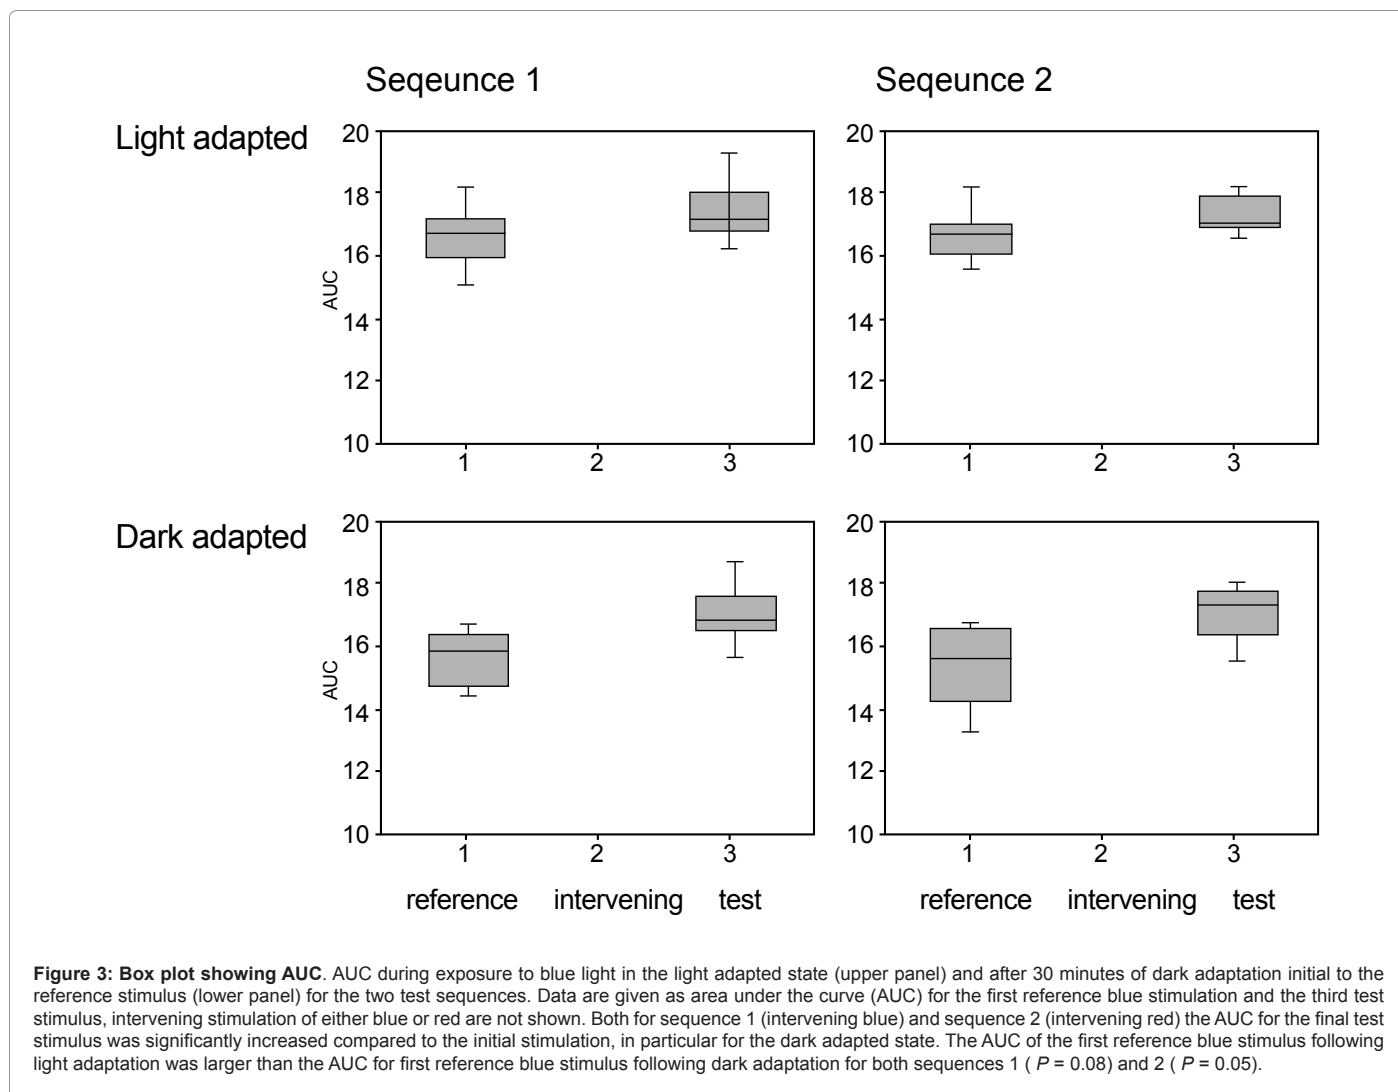 Seqeunce 1
Seqeunce 2
Light adapted
20
18
16
14
12
10
AUC
1
2
3
20
18
16
14
12
10
1
2
3
Dark adapted
20
18
16
14
12
10
AUC
1
2
3
reference
intervening
test
20
18
16
14
12
10
1
2
3
reference
intervening
test
Figure 3: Box plot showing AUC. AUC during exposure to blue light in the light adapted state (upper panel) and after 30 minutes of dark adaptation initial to the
reference stimulus (lower panel) for the two test sequences. Data are given as area under the curve (AUC) for the first reference blue stimulation and the third test
stimulus, intervening stimulation of either blue or red are not shown. Both for sequence 1 (intervening blue) and sequence 2 (intervening red) the AUC for the final test
stimulus was significantly increased compared to the initial stimulation, in particular for the dark adapted state. The AUC of the first reference blue stimulus following
light adaptation was larger than the AUC for first reference blue stimulus following dark adaptation for both sequences 1 ( P = 0.08) and 2 ( P = 0.05).